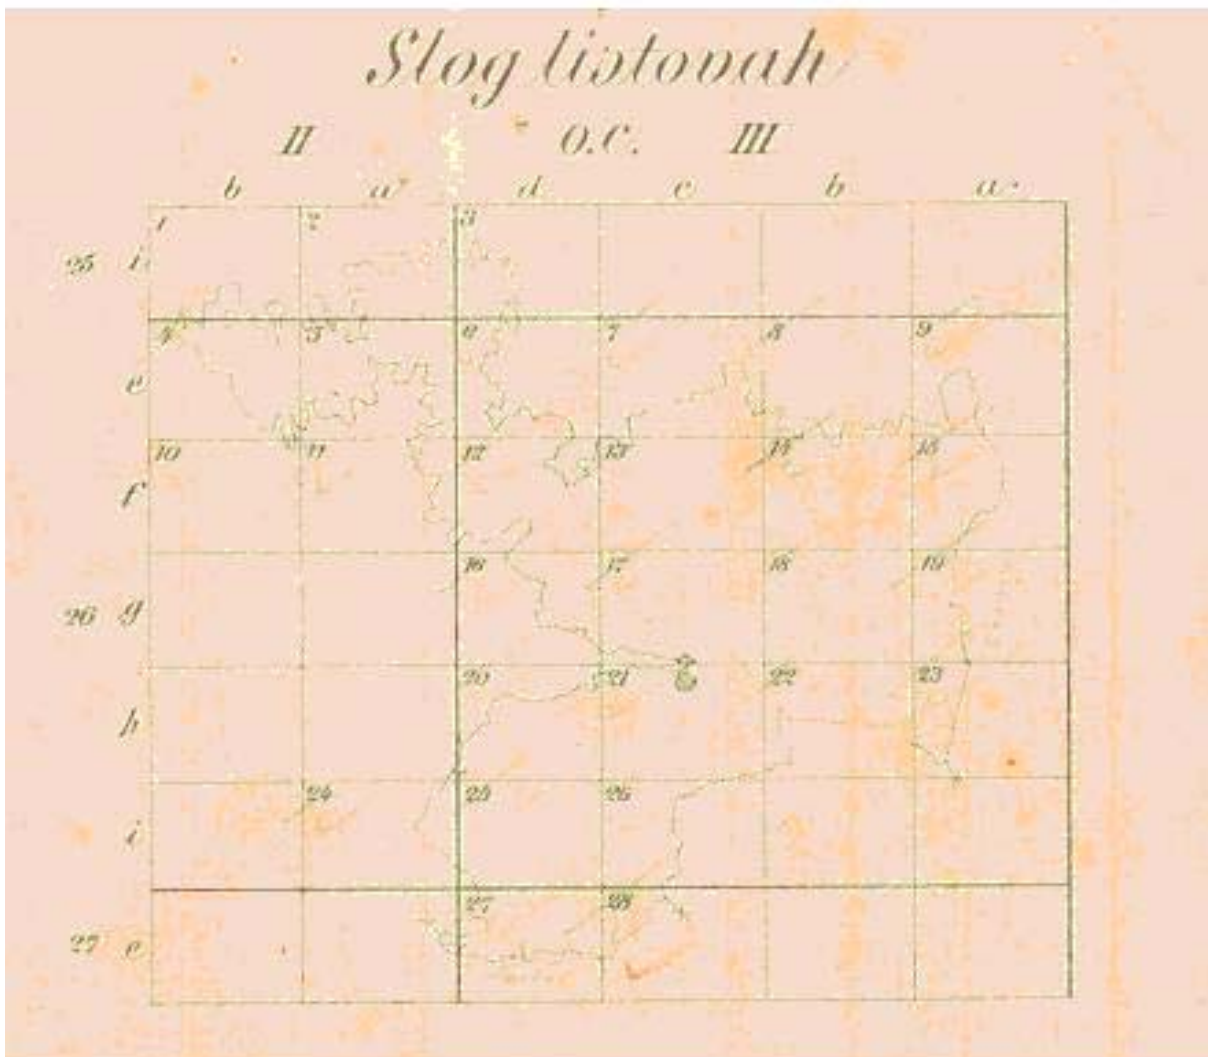 Slog listovah
II O.C. III
b a d c b a
1 2 3
25 i
4 5 6 7 8 9
e
10 11 12 13 14 15
f
16 17 18 19
26 g
20 21 22 23
h
24 25 26
i
27 28
27 e